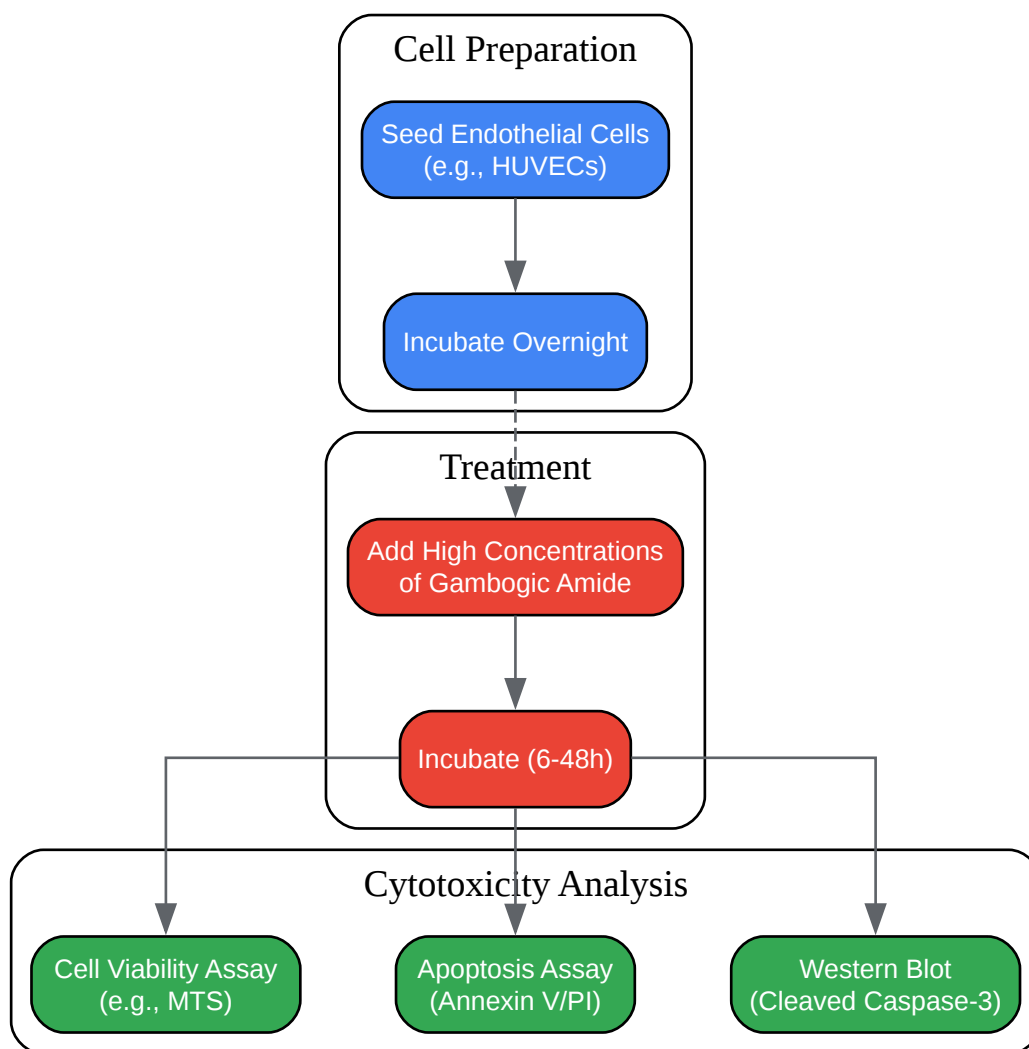 Cell Preparation
Seed Endothelial Cells
(e.g., HUVECs)
Incubate Overnight
Treatment
Add High Concentrations
of Gambogic Amide
Incubate (6-48h)
Cytotoxicity Analysis
Cell Viability Assay
(e.g., MTS)
Apoptosis Assay
(Annexin V/PI)
Western Blot
(Cleaved Caspase-3)